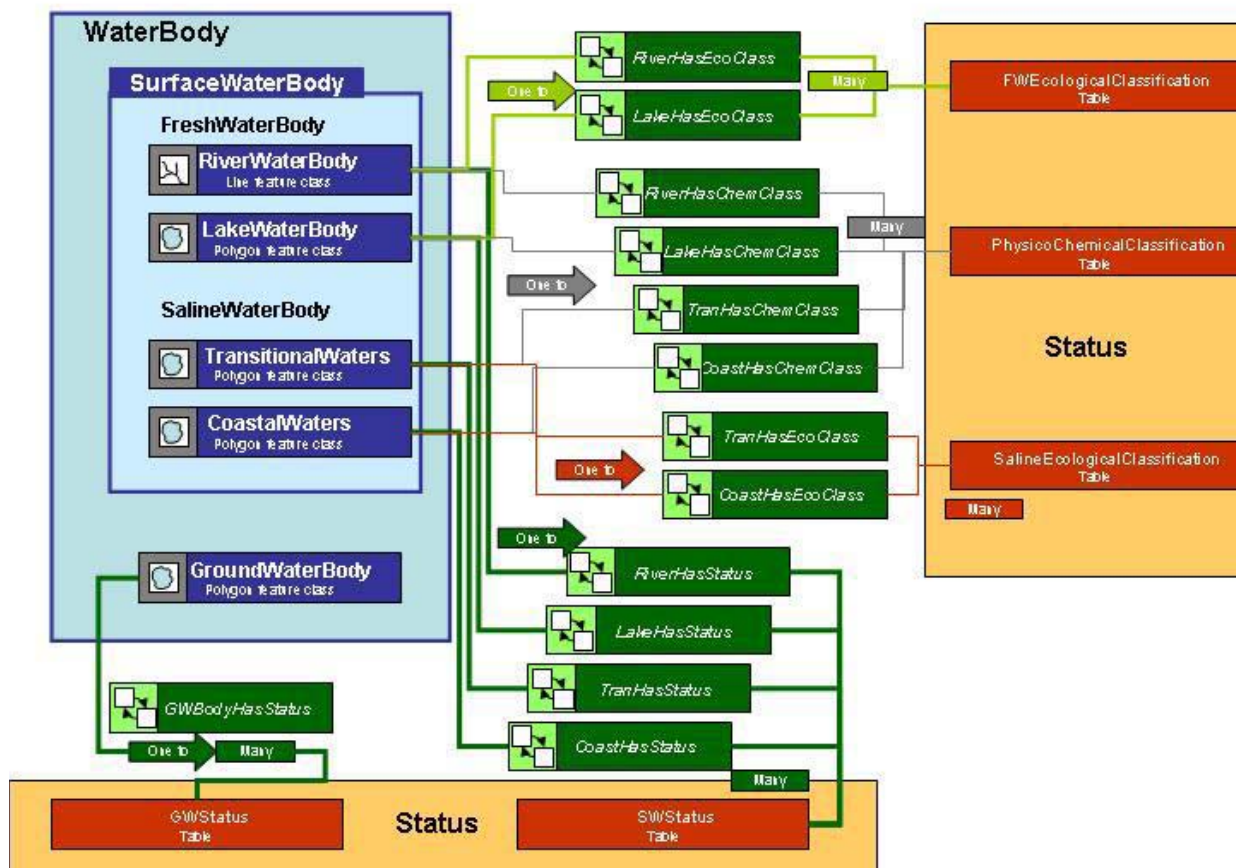 WaterBody
SurfaceWaterBody
FreshWaterBody
RiverWaterBody
Line feature class
LakeWaterBody
Polygon feature class
SalineWaterBody
TransitionalWaters
Polygon feature class
CoastalWaters
Polygon feature class
GroundWaterBody
Polygon feature class
RiverHasEcoClass
One to
Many
LakeHasEcoClass
FWEcologicalClassification
Table
RiverHasChemClass
Many
LakeHasChemClass
One to
TranHasChemClass
CoastHasChemClass
PhysicoChemicalClassification
Table
Status
TranHasEcoClass
One to
CoastHasEcoClass
SalineEcologicalClassification
Table
Many
One to
RiverHasStatus
LakeHasStatus
TranHasStatus
CoastHasStatus
Many
GWBodyHasStatus
One to
Many
GWStatus
Table
Status
SWStatus
Table